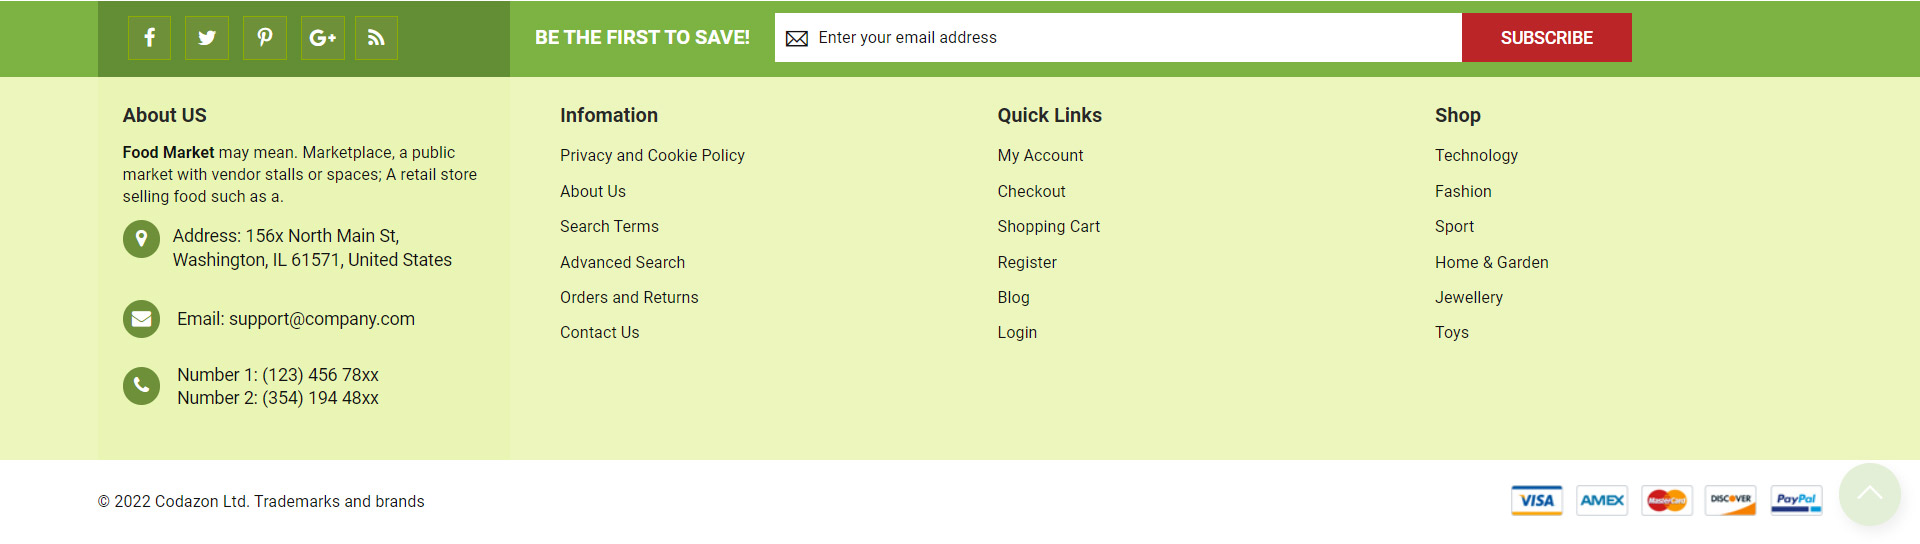 BE THE FIRST TO SAVE!
Enter your email address
SUBSCRIBE
About US
Food Market may mean. Marketplace, a public
market with vendor stalls or spaces; A retail store
selling food such as a.
Address: 156x North Main St,
Washington, IL 61571, United States
Email: support@company.com
Number 1: (123) 456 78xx
Number 2: (354) 194 48xx
Infomation
Privacy and Cookie Policy
About Us
Search Terms
Advanced Search
Orders and Returns
Contact Us
Quick Links
My Account
Checkout
Shopping Cart
Register
Blog
Login
Shop
Technology
Fashion
Sport
Home & Garden
Jewellery
Toys
© 2022 Codazon Ltd. Trademarks and brands
VISA
AMEX
MasterCard
DISCOVER
PayPal